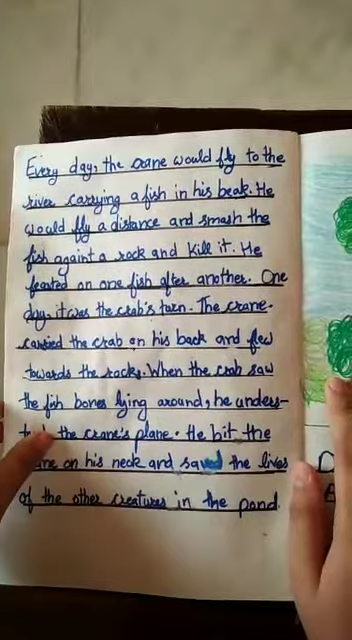 Every day, the crane would fly to the
river carrying a fish in his beak. He
would fly a distance and smash the
fish againt a rock and kill it. He
feasted on one fish after another. One
day, it was the crab's turn. The crane.
carried the crab on his back and flew
towards the rocks. When the crab saw
the fish bones lying around, he unders-
the crane's plane. He bit the
on his neck and saved the lives
of the other creatures in the pond.